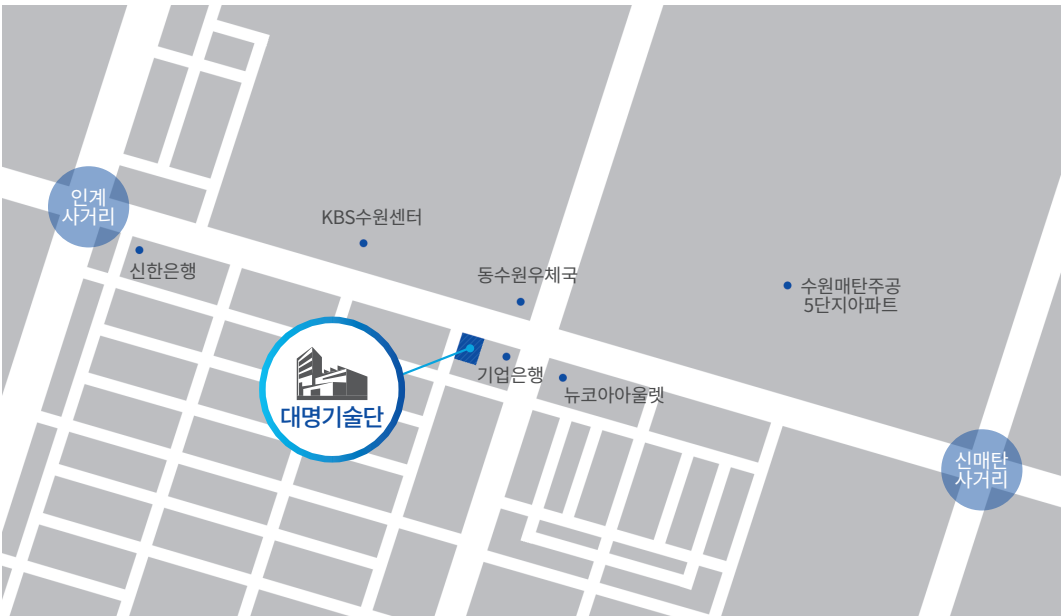 인계
사거리
KBS수원센터
신한은행
동수원우체국
수원매탄주공
5단지아파트
기업은행
뉴코아아울렛
대명기술단
신매탄
사거리